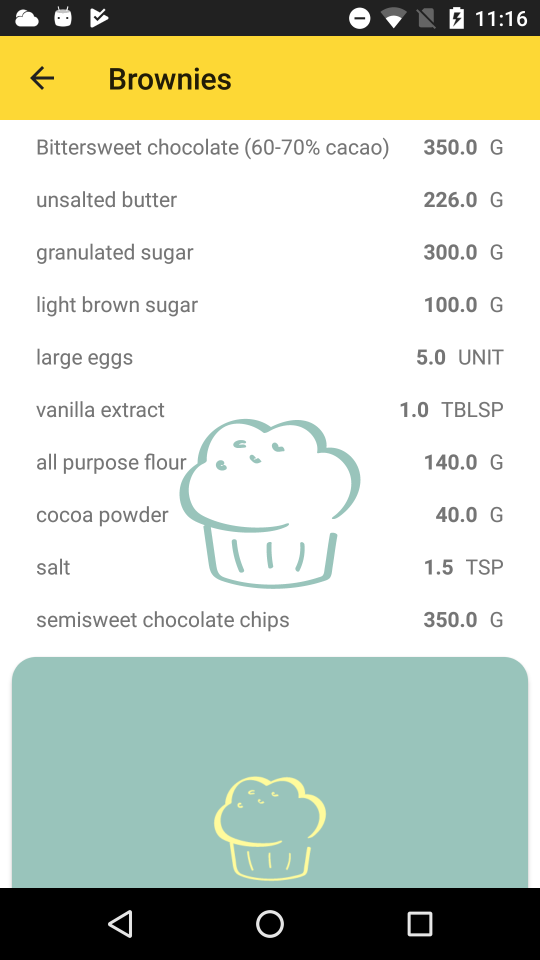 11:16
Brownies
Bittersweet chocolate (60-70% cacao) 350.0 G
unsalted butter 226.0 G
granulated sugar 300.0 G
light brown sugar 100.0 G
large eggs 5.0 UNIT
vanilla extract 1.0 TBLSP
all purpose flour 140.0 G
cocoa powder 40.0 G
salt 1.5 TSP
semisweet chocolate chips 350.0 G